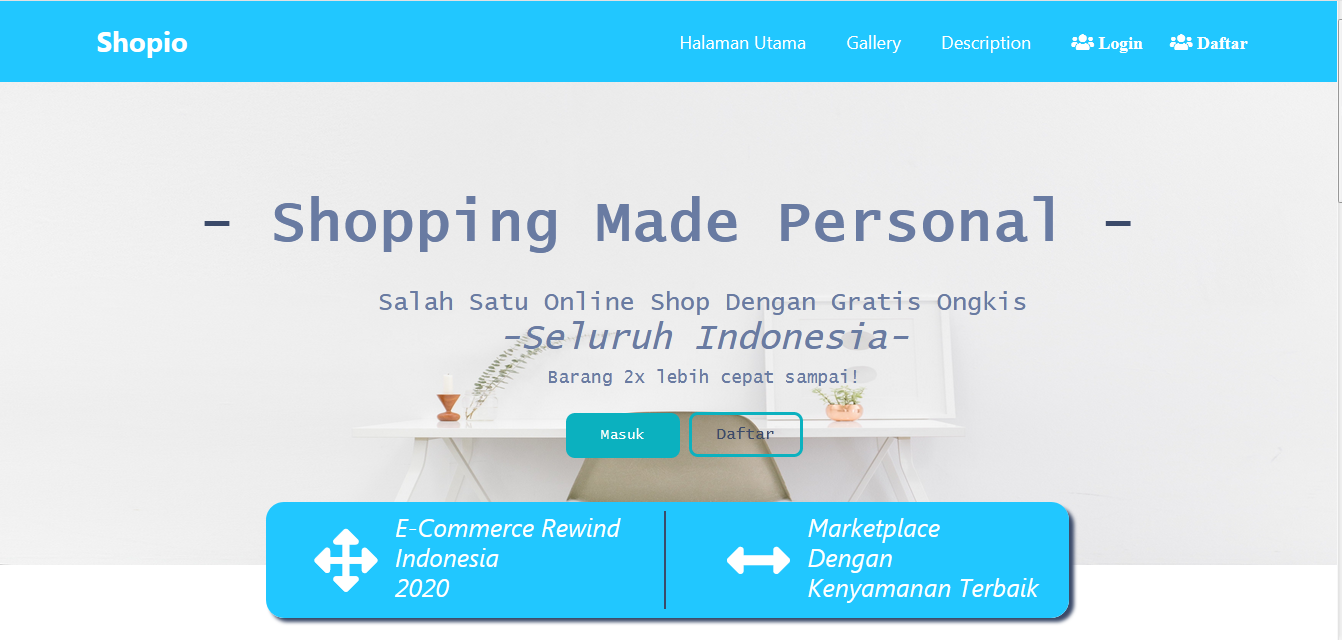 Shopio
Halaman Utama
Gallery
Description
Login
Daftar
- Shopping Made Personal -
Salah Satu Online Shop Dengan Gratis Ongkis
-Seluruh Indonesia-
Barang 2x lebih cepat sampai!
Masuk
Daftar
E-Commerce Rewind
Indonesia
2020
Marketplace
Dengan
Kenyamanan Terbaik